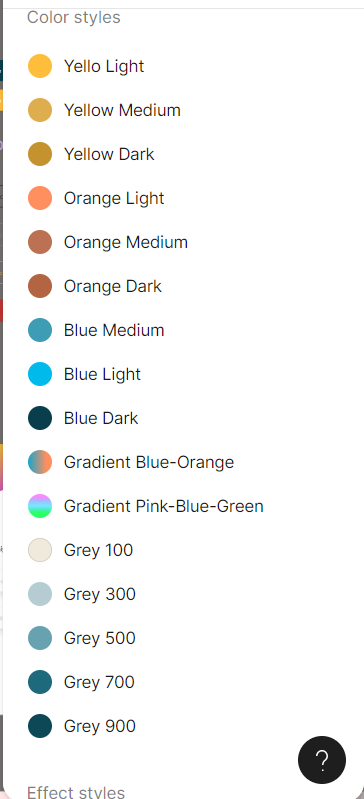 Color styles
Yello Light
Yellow Medium
Yellow Dark
Orange Light
Orange Medium
Orange Dark
Blue Medium
Blue Light
Blue Dark
Gradient Blue-Orange
Gradient Pink-Blue-Green
Grey 100
Grey 300
Grey 500
Grey 700
Grey 900
?
Effect styles